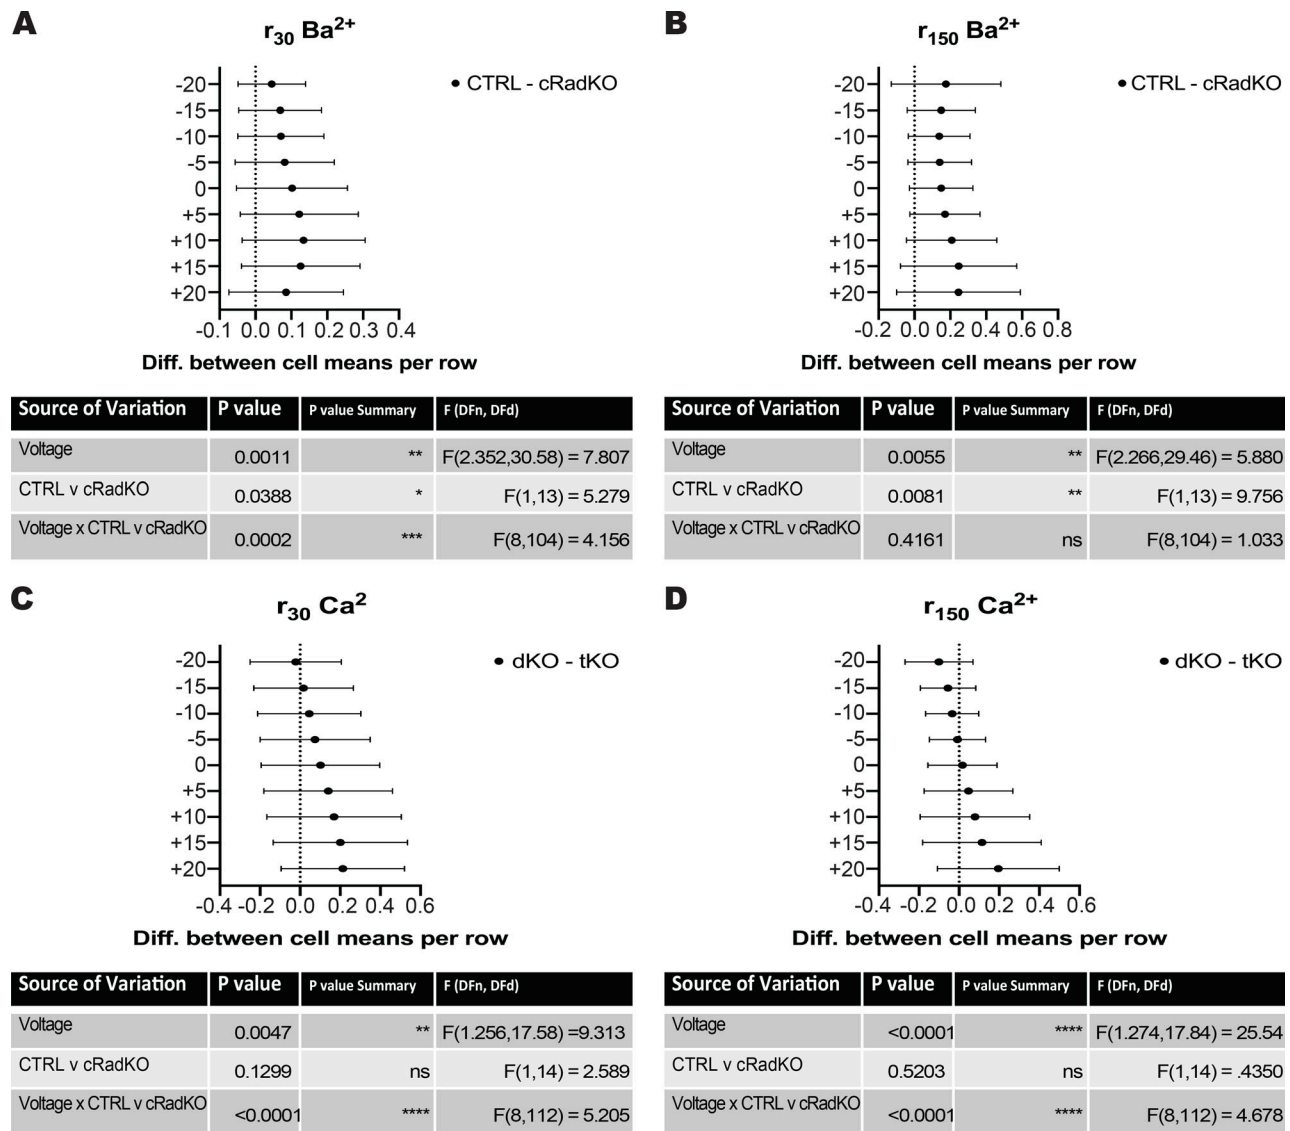 A
r30 Ba2+
-20
-15
-10
-5
0
+5
+10
+15
+20
CTRL - cRadKO
-0.1 0.0 0.1 0.2 0.3 0.4
Diff. between cell means per row
Source of Variation P value P value Summary F (DFn, DFd)
Voltage 0.0011 ** F(2.352,30.58) = 7.807
CTRL v cRadKO 0.0388 * F(1,13) = 5.279
Voltage x CTRL v cRadKO 0.0002 *** F(8,104) = 4.156
B
r150 Ba2+
-20
-15
-10
-5
0
+5
+10
+15
+20
CTRL - cRadKO
-0.2 0.0 0.2 0.4 0.6 0.8
Diff. between cell means per row
Source of Variation P value P value Summary F (DFn, DFd)
Voltage 0.0055 ** F(2.266,29.46) = 5.880
CTRL v cRadKO 0.0081 ** F(1,13) = 9.756
Voltage x CTRL v cRadKO 0.4161 ns F(8,104) = 1.033
C
r30 Ca2
-20
-15
-10
-5
0
+5
+10
+15
+20
dKO - tKO
-0.4 -0.2 0.0 0.2 0.4 0.6
Diff. between cell means per row
Source of Variation P value P value Summary F (DFn, DFd)
Voltage 0.0047 ** F(1.256,17.58) =9.313
CTRL v cRadKO 0.1299 ns F(1,14) = 2.589
Voltage x CTRL v cRadKO <0.0001 **** F(8,112) = 5.205
D
r150 Ca2+
-20
-15
-10
-5
0
+5
+10
+15
+20
dKO - tKO
-0.4 -0.2 0.0 0.2 0.4 0.6
Diff. between cell means per row
Source of Variation P value P value Summary F (DFn, DFd)
Voltage <0.0001 **** F(1.274,17.84) = 25.54
CTRL v cRadKO 0.5203 ns F(1,14) = .4350
Voltage x CTRL v cRadKO <0.0001 **** F(8,112) = 4.678